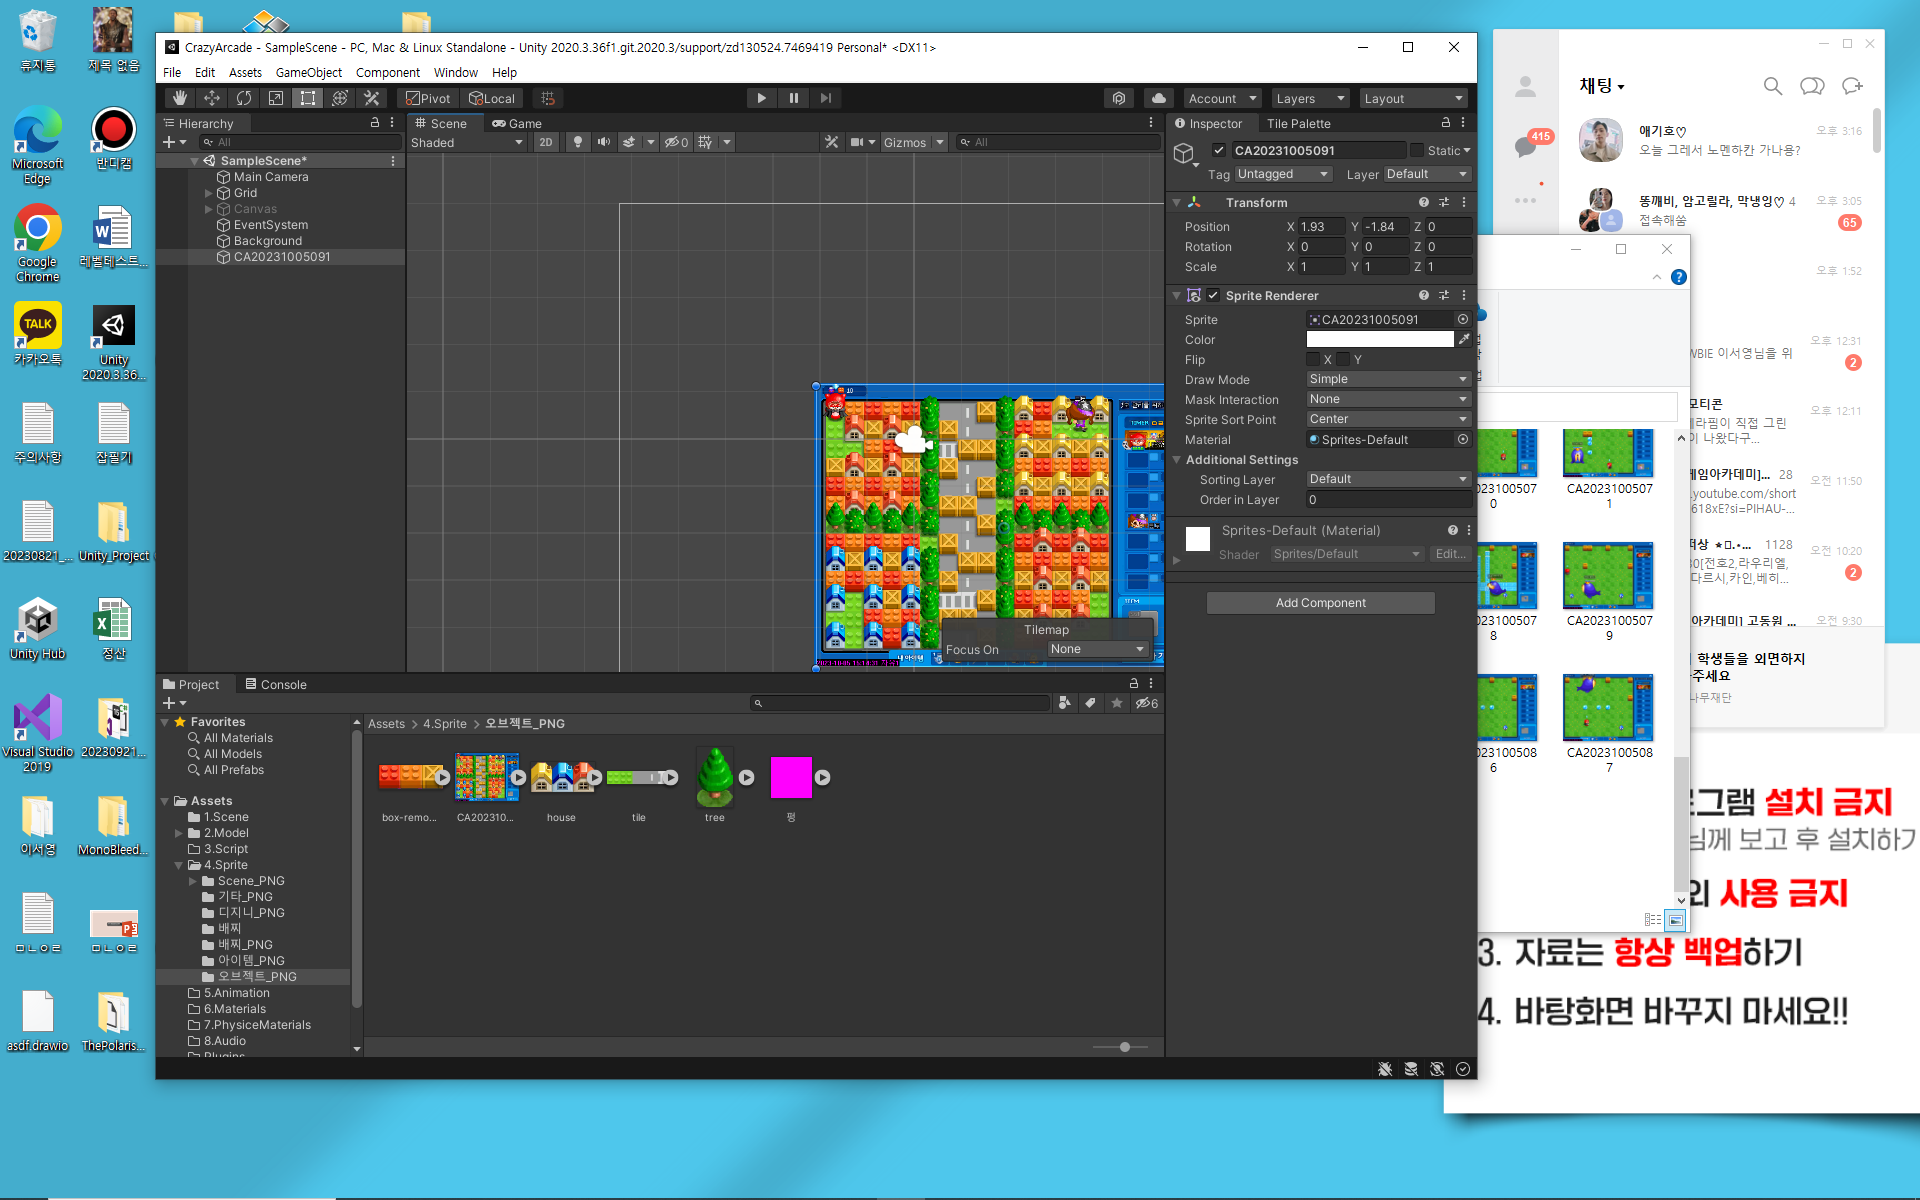 휴지통
제목 없음
Microsoft Edge
반디캠
Google Chrome
레벨테스트...
카카오톡
Unity 2020.3.36...
주의사항
잡필기
20230821_...
Unity_Project
Unity Hub
정산
Visual Studio 2019
20230921...
이서영
MonoBleed...
ㅁㄴㅇㄹ
ㅁㄴㅇㄹ
asdf.drawio
ThePolaris...
CrazyArcade - SampleScene - PC, Mac & Linux Standalone - Unity 2020.3.36f1.git.2020.3/support/zd130524.7469419 Personal* <DX11>
File Edit Assets GameObject Component Window Help
Pivot Local
Account Layers Layout
Hierarchy
All
SampleScene*
Main Camera
Grid
Canvas
EventSystem
Background
CA20231005091
Scene Game
Shaded 2D 0 Gizmos All
Tilemap
Focus On None
Inspector Tile Palette
CA20231005091 Static
Tag Untagged Layer Default
Transform
Position X 1.93 Y -1.84 Z 0
Rotation X 0 Y 0 Z 0
Scale X 1 Y 1 Z 1
Sprite Renderer
Sprite CA20231005091
Color
Flip X Y
Draw Mode Simple
Mask Interaction None
Sprite Sort Point Center
Material Sprites-Default
Additional Settings
Sorting Layer Default
Order in Layer 0
Sprites-Default (Material)
Shader Sprites/Default Edit...
Add Component
Project Console
6
Favorites
All Materials
All Models
All Prefabs
Assets
1.Scene
2.Model
3.Script
4.Sprite
Scene_PNG
기타_PNG
디지니_PNG
배찌
배찌_PNG
아이템_PNG
오브젝트_PNG
5.Animation
6.Materials
7.PhysiceMaterials
8.Audio
Plugins
Assets > 4.Sprite > 오브젝트_PNG
box-remo...
CA202310...
house
tile
tree
펑
채팅
415
애기호♡ 오후 3:16
오늘 그레서 노멘하칸 가나용?
똥깨비, 암고릴라, 막냉잉♡ 4 오후 3:05
접속해쏭 65
오후 1:52
오후 12:31
WBIE 이서영님을 위 2
모티콘 오후 12:11
라핌이 직접 그린
이 나왔다구...
게임아카데미]... 28 오전 11:50
.youtube.com/short
618xE?si=PIHAU-...
1128 오전 10:20
30[전호2,라우리엘,
다르시,카인,베히... 2
아카데미] 고동원 ... 오전 9:30
학생들을 외면하지
주세요
나무재단
3100507
0
CA2023100507
1
3100507
8
CA2023100507
9
3100508
6
CA2023100508
7
로그램 설치 금지
님께 보고 후 설치하기
인 사용 금지
3. 자료는 항상 백업하기
4. 바탕화면 바꾸지 마세요!!